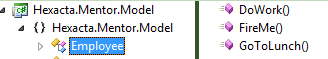 Hexacta.Mentor.Model
Hexacta.Mentor.Model
Employee
DoWork()
FireMe()
GoToLunch()